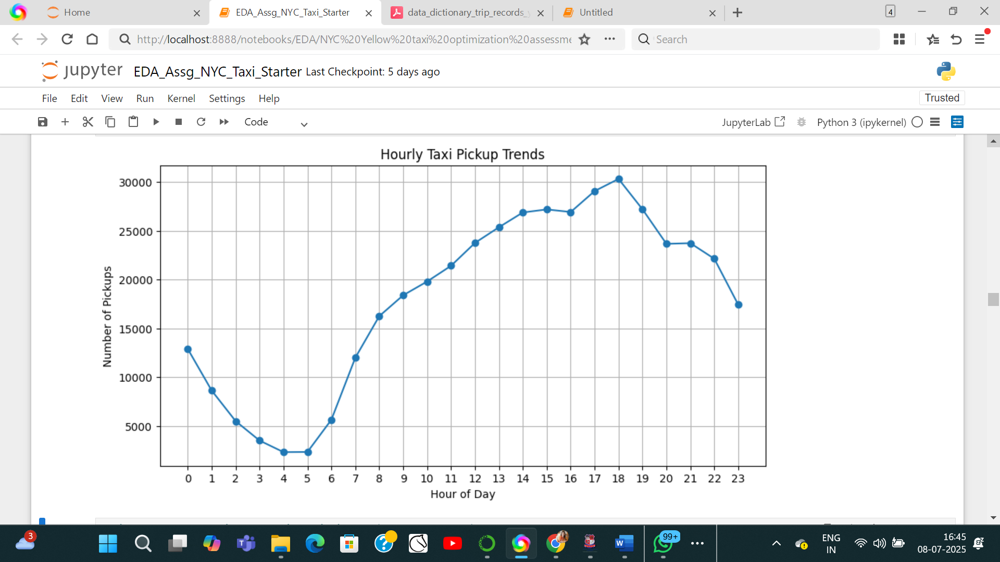 Home
EDA_Assg_NYC_Taxi_Starter
data_dictionary_trip_records_y
Untitled
4
http://localhost:8888/notebooks/EDA/NYC%20Yellow%20taxi%20optimization%20assessme
Search
jupyter EDA_Assg_NYC_Taxi_Starter Last Checkpoint: 5 days ago
File Edit View Run Kernel Settings Help
Trusted
Code
JupyterLab
Python 3 (ipykernel)
Hourly Taxi Pickup Trends
30000
25000
20000
15000
10000
5000
Number of Pickups
0 1 2 3 4 5 6 7 8 9 10 11 12 13 14 15 16 17 18 19 20 21 22 23
Hour of Day
3
99+
ENG
IN
16:45
08-07-2025